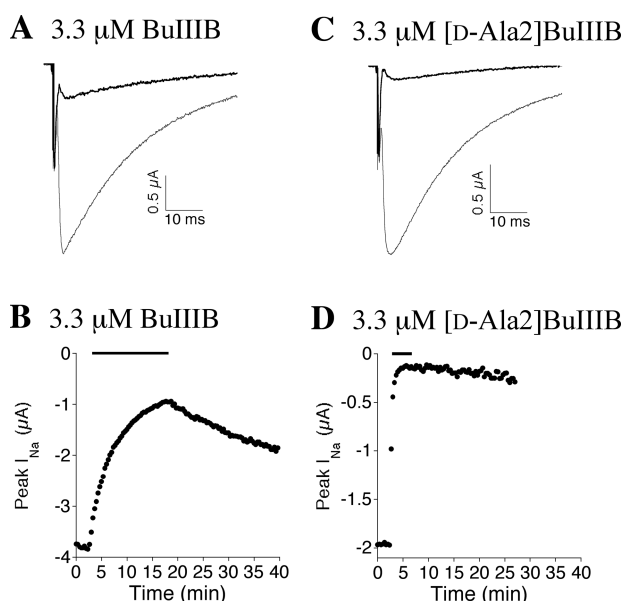 A 3.3 μM BuIIIB
0.5 μA
10 ms
C 3.3 μM [D-Ala2]BuIIIB
0.5 μA
10 ms
B 3.3 μM BuIIIB
0
-1
-2
-3
-4
Peak I Na (μA)
0 5 10 15 20 25 30 35 40
Time (min)
D 3.3 μM [D-Ala2]BuIIIB
0
-0.5
-1
-1.5
-2
Peak I Na (μA)
0 5 10 15 20 25 30 35 40
Time (min)